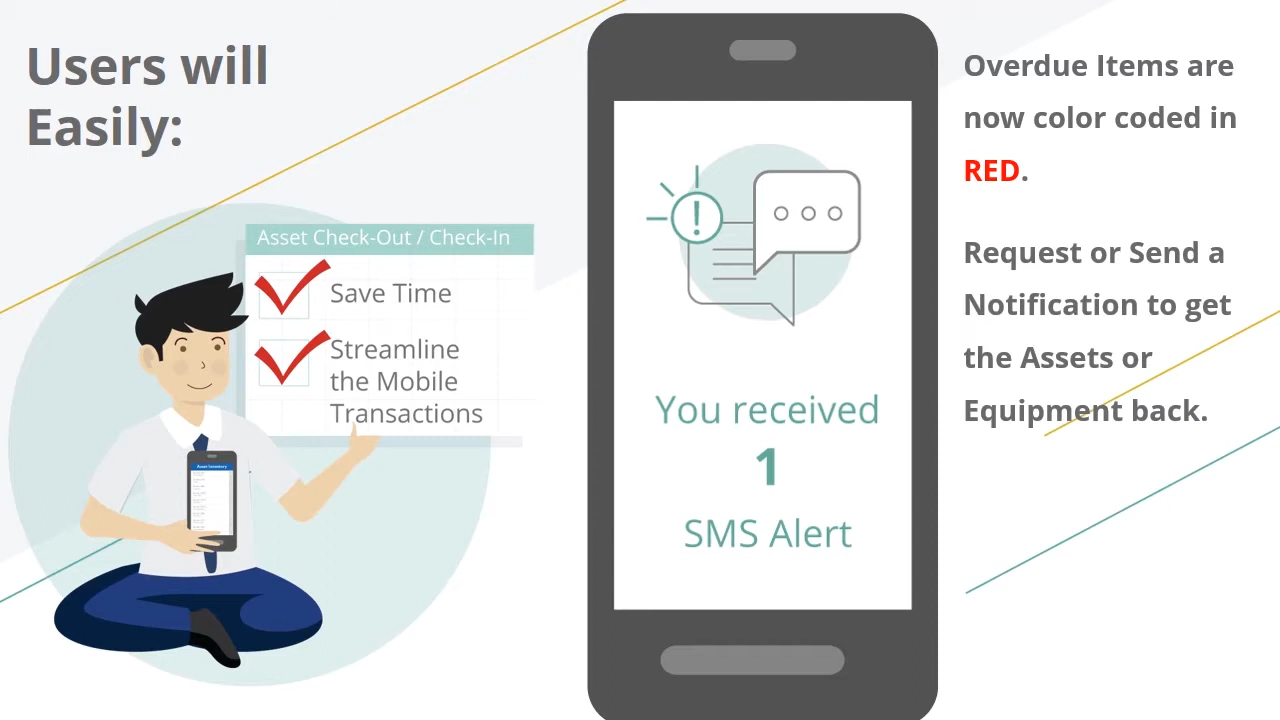 Users will
Easily:
Asset Check-Out / Check-In
Save Time
Streamline
the Mobile
Transactions
Asset Inventory
You received
1
SMS Alert
Overdue Items are
now color coded in
RED.
Request or Send a
Notification to get
the Assets or
Equipment back.